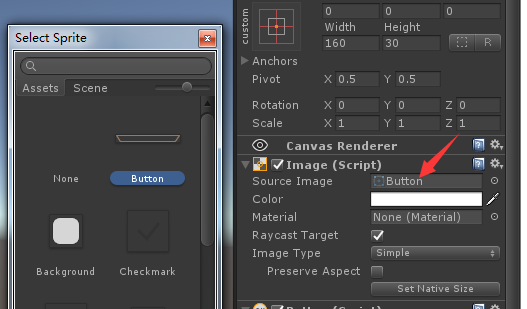 Select Sprite
Assets
Scene
None
Button
Background
Checkmark
custom
0 0 0
Width Height
160 30
R
Anchors
Pivot X 0.5 Y 0.5
Rotation X 0 Y 0 Z 0
Scale X 1 Y 1 Z 1
Canvas Renderer
Image (Script)
Source Image Button
Color
Material None (Material)
Raycast Target
Image Type Simple
Preserve Aspect
Set Native Size